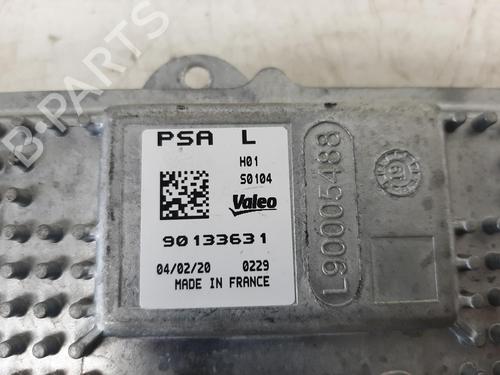 PSA L
H01
S0104
Valeo
90133631
04/02/20 0229
MADE IN FRANCE
L90005488
B-PARTS